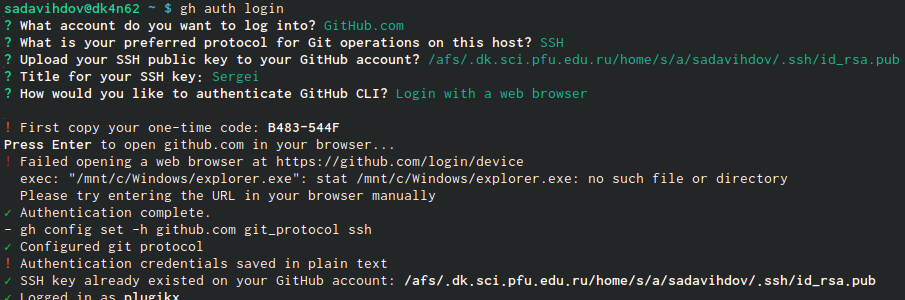 sadavihdov@dk4n62 ~ $ gh auth login
? What account do you want to log into? GitHub.com
? What is your preferred protocol for Git operations on this host? SSH
? Upload your SSH public key to your GitHub account? /afs/.dk.sci.pfu.edu.ru/home/s/a/sadavihdov/.ssh/id_rsa.pub
? Title for your SSH key: Sergei
? How would you like to authenticate GitHub CLI? Login with a web browser
! First copy your one-time code: B483-544F
Press Enter to open github.com in your browser...
! Failed opening a web browser at https://github.com/login/device
exec: "/mnt/c/Windows/explorer.exe": stat /mnt/c/Windows/explorer.exe: no such file or directory
Please try entering the URL in your browser manually
✓ Authentication complete.
- gh config set -h github.com git_protocol ssh
✓ Configured git protocol
! Authentication credentials saved in plain text
✓ SSH key already existed on your GitHub account: /afs/.dk.sci.pfu.edu.ru/home/s/a/sadavihdov/.ssh/id_rsa.pub
✓ Logged in as plugikx